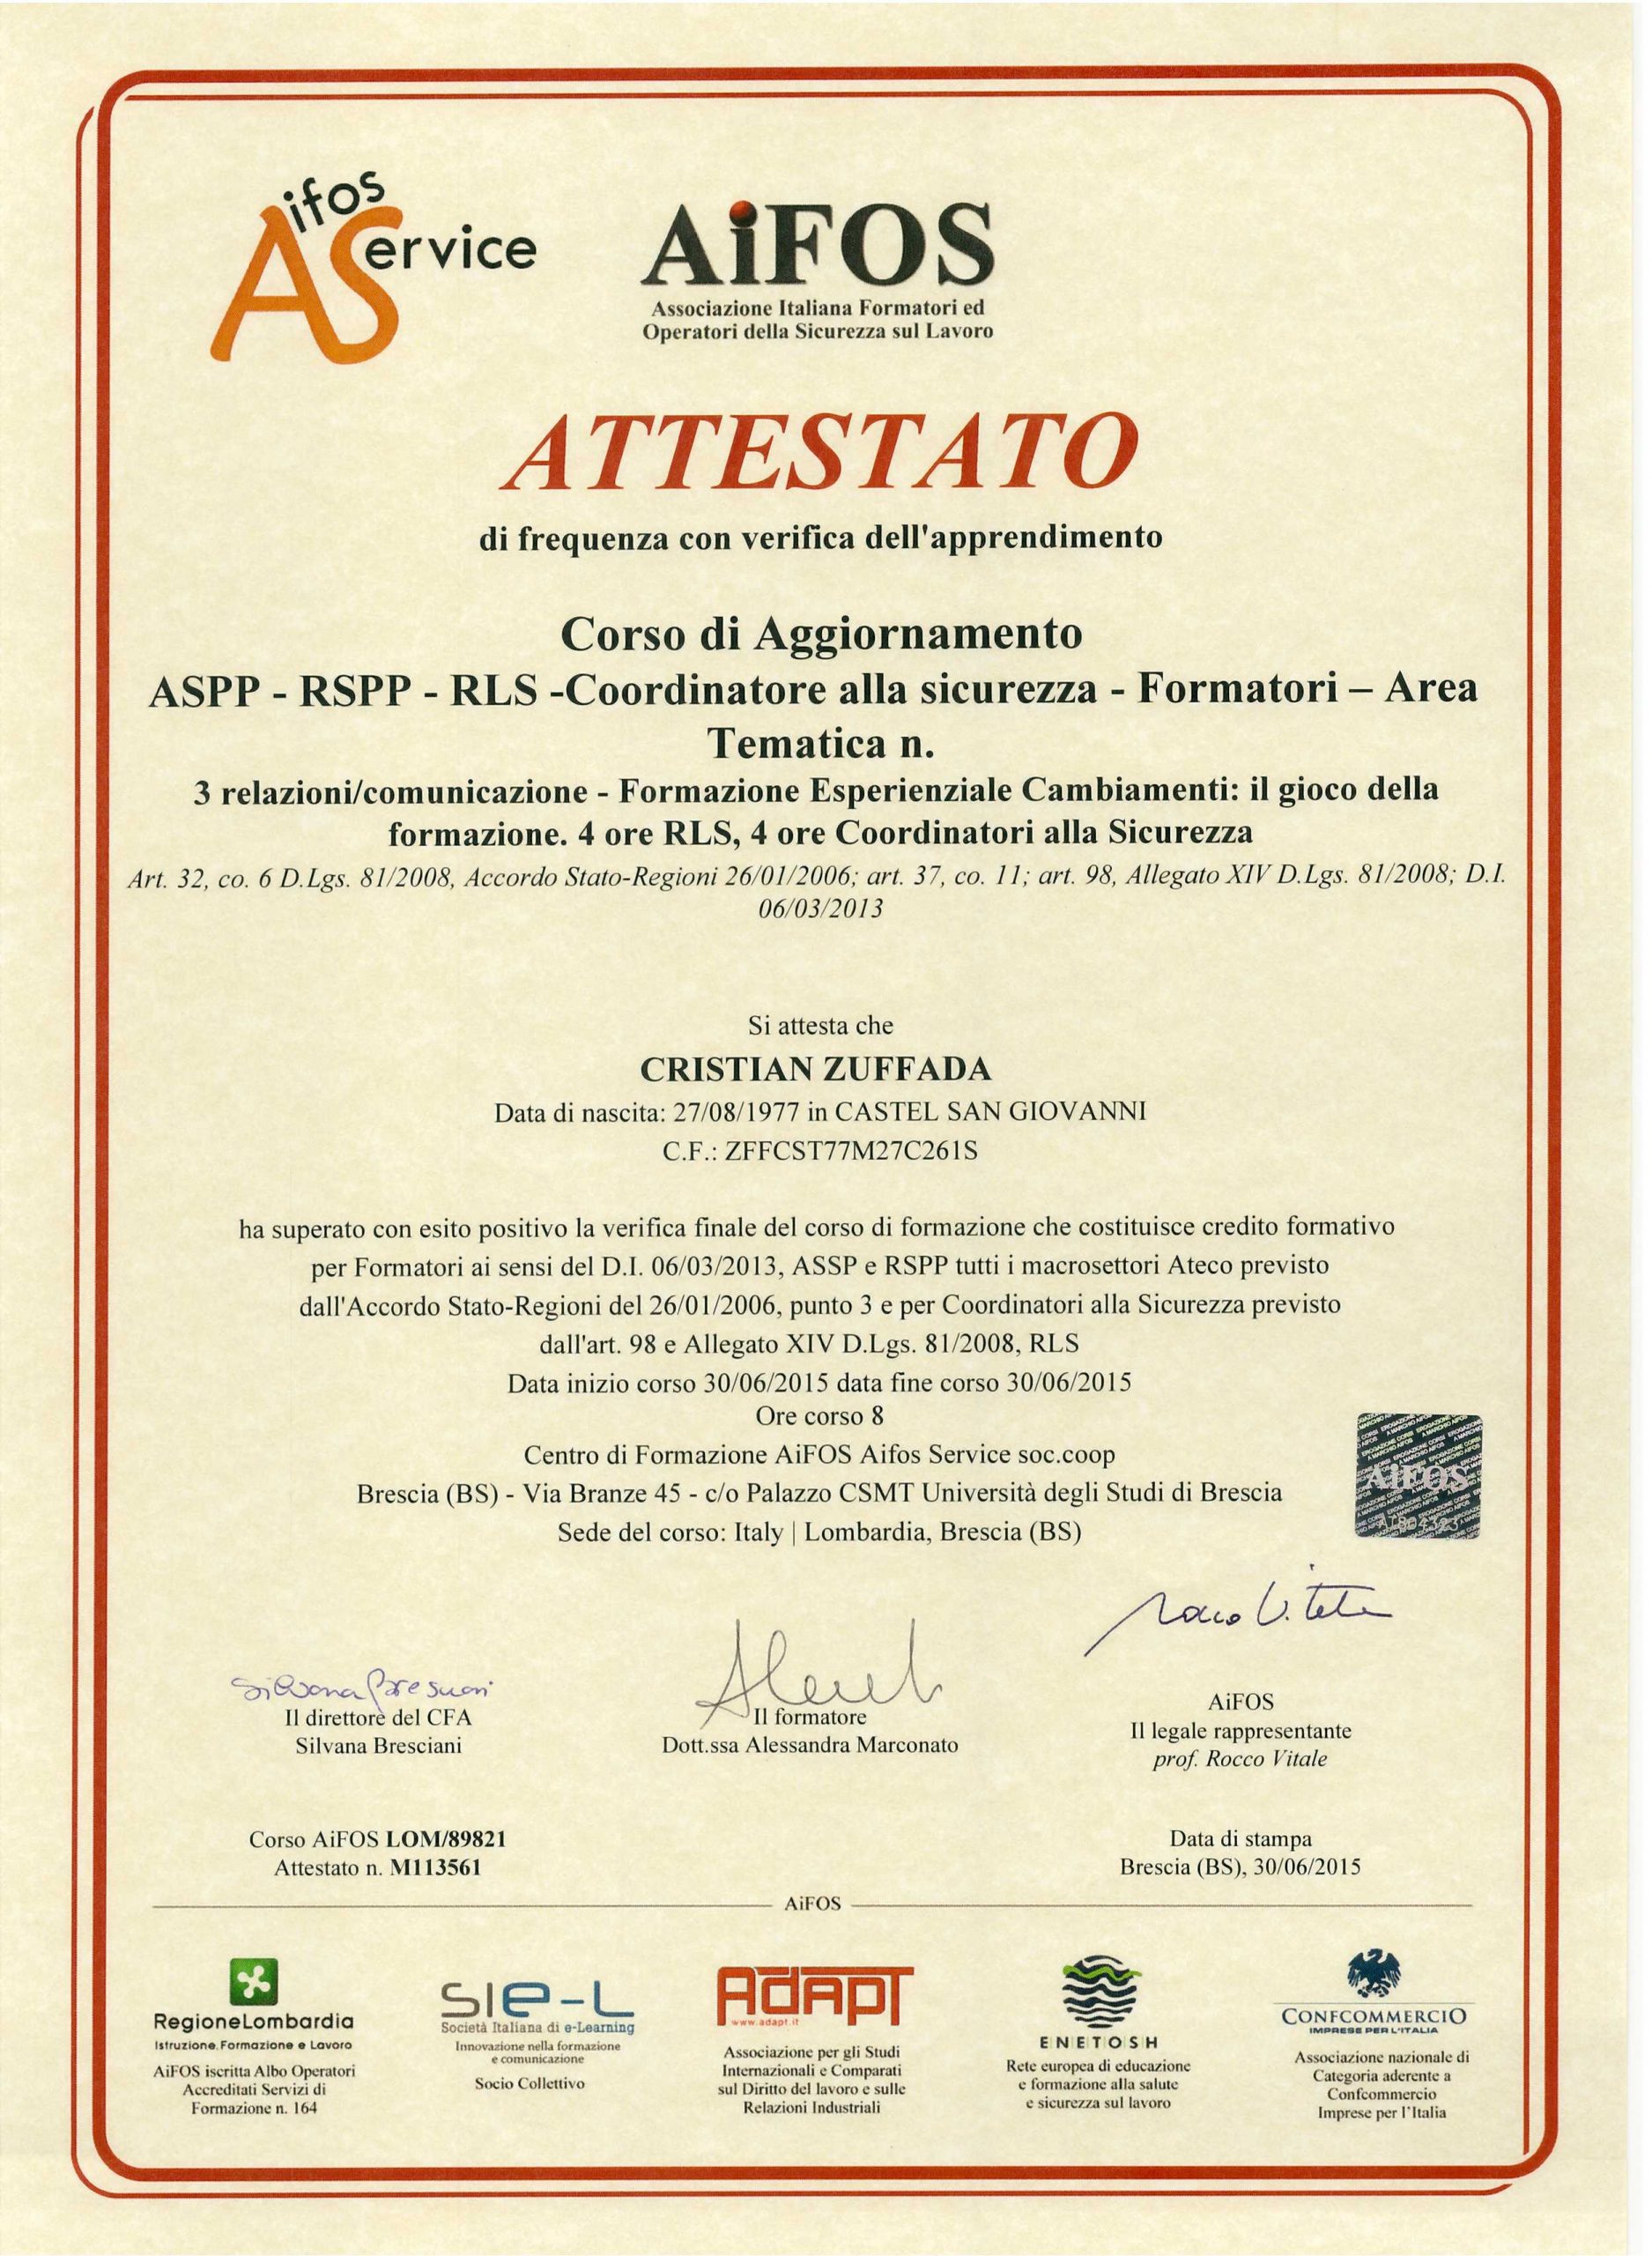 Aifos
Service
AiFOS
Associazione Italiana Formatori ed
Operatori della Sicurezza sul Lavoro
ATTESTATO
di frequenza con verifica dell'apprendimento
Corso di Aggiornamento
ASPP - RSPP - RLS -Coordinatore alla sicurezza - Formatori – Area
Tematica n.
3 relazioni/comunicazione - Formazione Esperienziale Cambiamenti: il gioco della
formazione. 4 ore RLS, 4 ore Coordinatori alla Sicurezza
Art. 32, co. 6 D.Lgs. 81/2008, Accordo Stato-Regioni 26/01/2006; art. 37, co. 11; art. 98, Allegato XIV D.Lgs. 81/2008; D.I.
06/03/2013
Si attesta che
CRISTIAN ZUFFADA
Data di nascita: 27/08/1977 in CASTEL SAN GIOVANNI
C.F.: ZFFCST77M27C261S
ha superato con esito positivo la verifica finale del corso di formazione che costituisce credito formativo
per Formatori ai sensi del D.I. 06/03/2013, ASSP e RSPP tutti i macrosettori Ateco previsto
dall'Accordo Stato-Regioni del 26/01/2006, punto 3 e per Coordinatori alla Sicurezza previsto
dall'art. 98 e Allegato XIV D.Lgs. 81/2008, RLS
Data inizio corso 30/06/2015 data fine corso 30/06/2015
Ore corso 8
Centro di Formazione AiFOS Aifos Service soc.coop
Brescia (BS) - Via Branze 45 - c/o Palazzo CSMT Università degli Studi di Brescia
Sede del corso: Italy | Lombardia, Brescia (BS)
AiFOS
Silvana Bresciani
Il direttore del CFA
Silvana Bresciani
Il formatore
Dott.ssa Alessandra Marconato
Rocco Vitale
AiFOS
Il legale rappresentante
prof. Rocco Vitale
Corso AiFOS LOM/89821
Attestato n. M113561
Data di stampa
Brescia (BS), 30/06/2015
AiFOS
RegioneLombardia
Istruzione, Formazione e Lavoro
AiFOS iscritta Albo Operatori
Accreditati Servizi di
Formazione n. 164
SIe-L
Società Italiana di e-Learning
Innovazione nella formazione
e comunicazione
Socio Collettivo
ADAPT
www.adapt.it
Associazione per gli Studi
Internazionali e Comparati
sul Diritto del lavoro e sulle
Relazioni Industriali
ENETOSH
Rete europea di educazione
e formazione alla salute
e sicurezza sul lavoro
CONFCOMMERCIO
IMPRESE PER L'ITALIA
Associazione nazionale di
Categoria aderente a
Confcommercio
Imprese per l'Italia